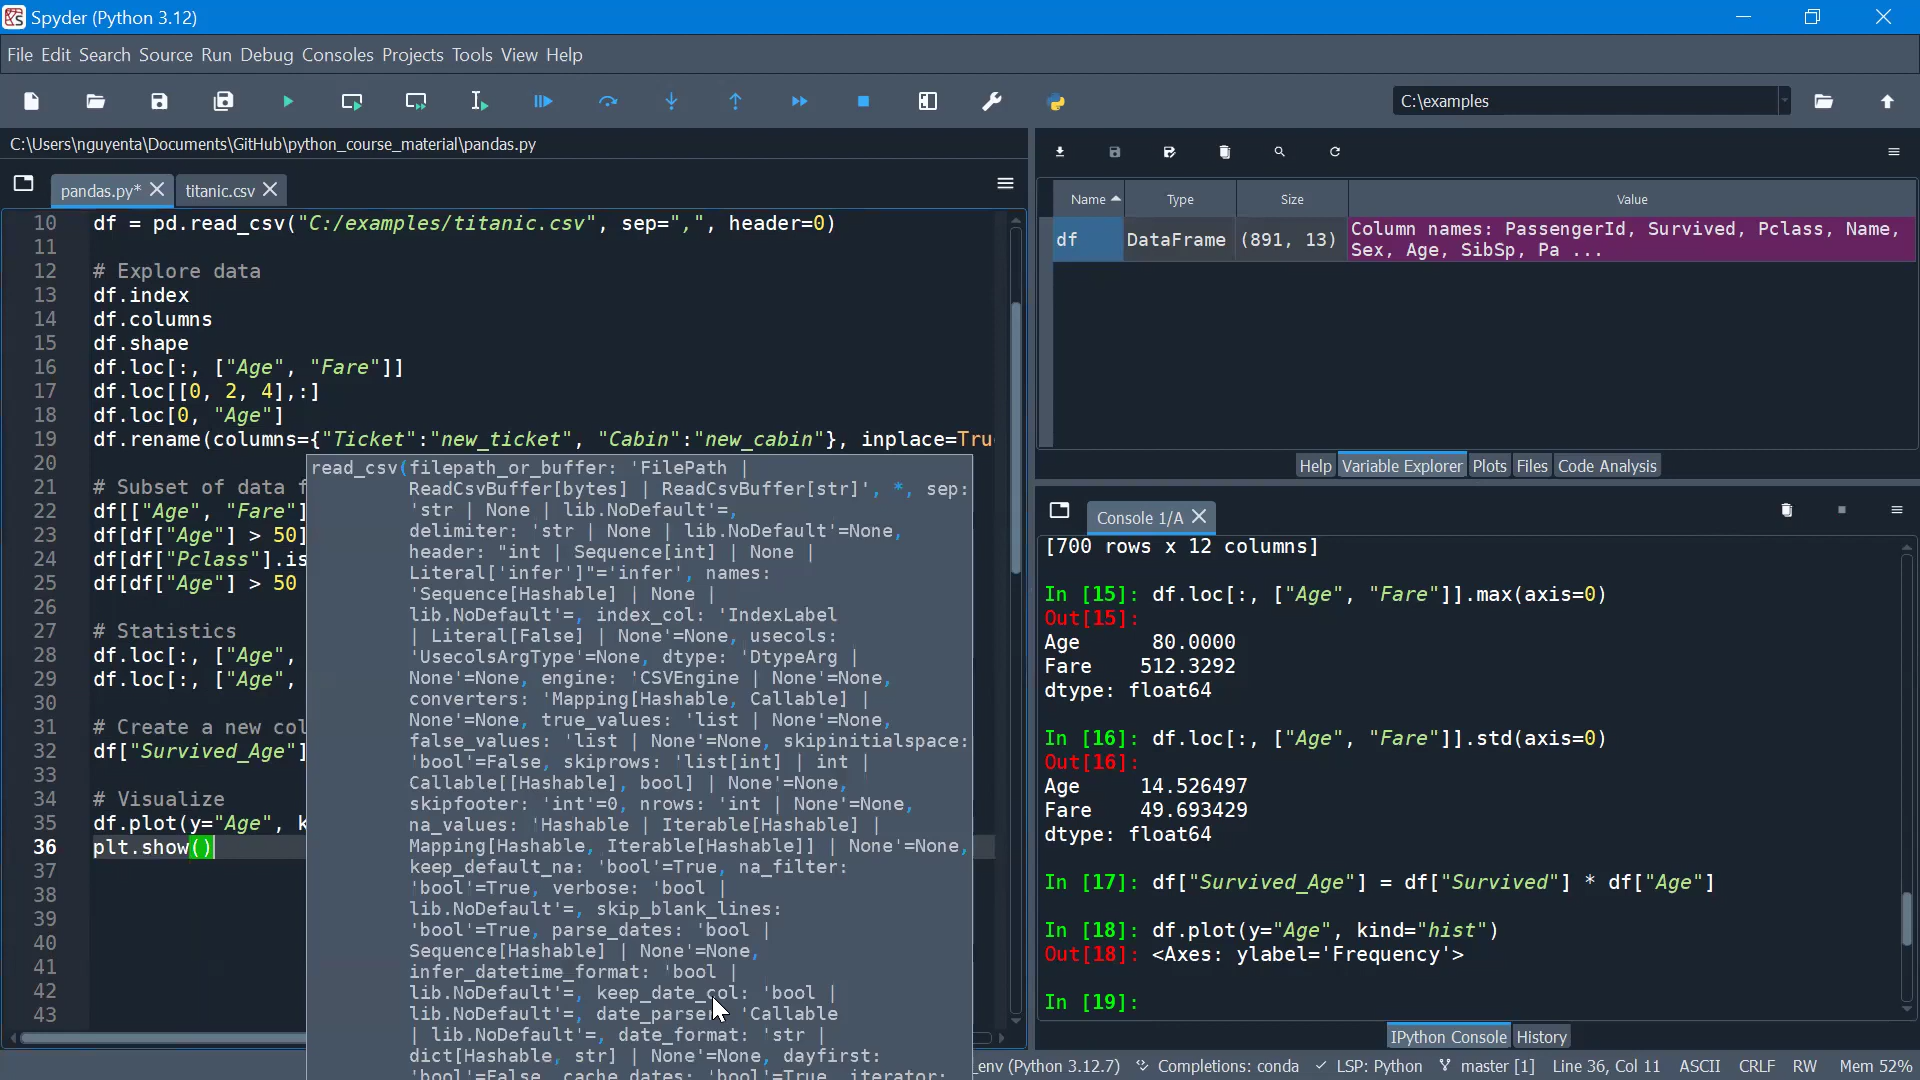 Spyder (Python 3.12)
File Edit Search Source Run Debug Consoles Projects Tools View Help
C:\examples
C:\Users\nguyenta\Documents\GitHub\python_course_material\pandas.py
pandas.py* titanic.csv
10 df = pd.read_csv("C:/examples/titanic.csv", sep=",", header=0)
11
12 # Explore data
13 df.index
14 df.columns
15 df.shape
16 df.loc[:, ["Age", "Fare"]]
17 df.loc[[0, 2, 4],:]
18 df.loc[0, "Age"]
19 df.rename(columns={"Ticket":"new_ticket", "Cabin":"new_cabin"}, inplace=Tru
20
21 # Subset of data f
22 df[["Age", "Fare"]
23 df[df["Age"] > 50]
24 df[df["Pclass"].is
25 df[df["Age"] > 50
26
27 # Statistics
28 df.loc[:, ["Age",
29 df.loc[:, ["Age",
30
31 # Create a new col
32 df["Survived_Age"]
33
34 # Visualize
35 df.plot(y="Age", k
36 plt.show()
37
38
39
40
41
42
43
read_csv(filepath_or_buffer: 'FilePath |
ReadCsvBuffer[bytes] | ReadCsvBuffer[str]', *, sep:
'str | None | lib.NoDefault'=,
delimiter: 'str | None | lib.NoDefault'=None,
header: "int | Sequence[int] | None |
Literal['infer']"='infer', names:
'Sequence[Hashable] | None |
lib.NoDefault'=, index_col: 'IndexLabel
| Literal[False] | None'=None, usecols:
'UsecolsArgType'=None, dtype: 'DtypeArg |
None'=None, engine: 'CSVEngine | None'=None,
converters: 'Mapping[Hashable, Callable] |
None'=None, true_values: 'list | None'=None,
false_values: 'list | None'=None, skipinitialspace:
'bool'=False, skiprows: 'list[int] | int |
Callable[[Hashable], bool] | None'=None,
skipfooter: 'int'=0, nrows: 'int | None'=None,
na_values: 'Hashable | Iterable[Hashable] |
Mapping[Hashable, Iterable[Hashable]] | None'=None,
keep_default_na: 'bool'=True, na_filter:
'bool'=True, verbose: 'bool |
lib.NoDefault'=, skip_blank_lines:
'bool'=True, parse_dates: 'bool |
Sequence[Hashable] | None'=None,
infer_datetime_format: 'bool |
lib.NoDefault'=, keep_date_col: 'bool |
lib.NoDefault'=, date_parser: 'Callable
| lib.NoDefault'=, date_format: 'str |
dict[Hashable, str] | None'=None, dayfirst:
'bool'=False, cache_dates: 'bool'=True, iterator:
Name Type Size Value
df DataFrame (891, 13) Column names: PassengerId, Survived, Pclass, Name,
Sex, Age, SibSp, Pa ...
Help Variable Explorer Plots Files Code Analysis
Console 1/A
[700 rows x 12 columns]
In [15]: df.loc[:, ["Age", "Fare"]].max(axis=0)
Out[15]:
Age 80.0000
Fare 512.3292
dtype: float64
In [16]: df.loc[:, ["Age", "Fare"]].std(axis=0)
Out[16]:
Age 14.526497
Fare 49.693429
dtype: float64
In [17]: df["Survived_Age"] = df["Survived"] * df["Age"]
In [18]: df.plot(y="Age", kind="hist")
Out[18]: <Axes: ylabel='Frequency'>
In [19]:
IPython Console History
_env (Python 3.12.7) Completions: conda LSP: Python master [1] Line 36, Col 11 ASCII CRLF RW Mem 52%